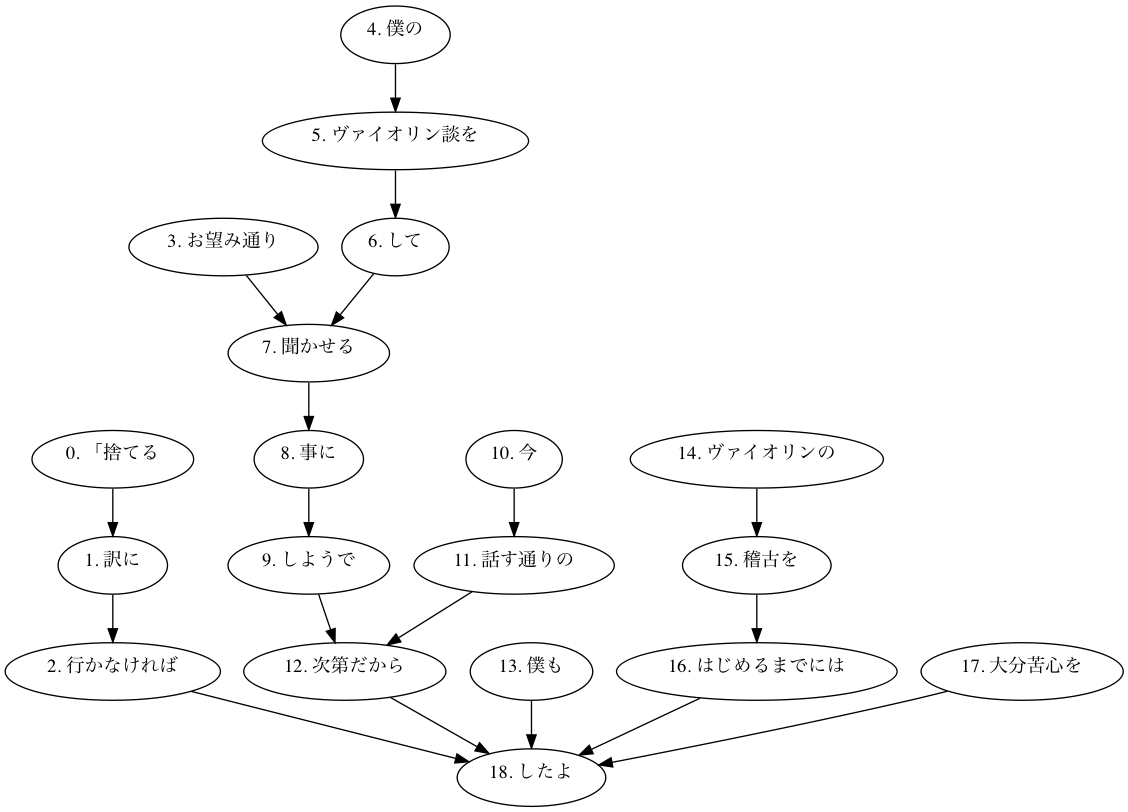 4. 僕の
5. ヴァイオリン談を
3. お望み通り
6. して
7. 聞かせる
0. 「捨てる
8. 事に
10. 今
14. ヴァイオリンの
1. 訳に
9. しようで
11. 話す通りの
15. 稽古を
2. 行かなければ
12. 次第だから
13. 僕も
16. はじめるまでには
17. 大分苦心を
18. したよ